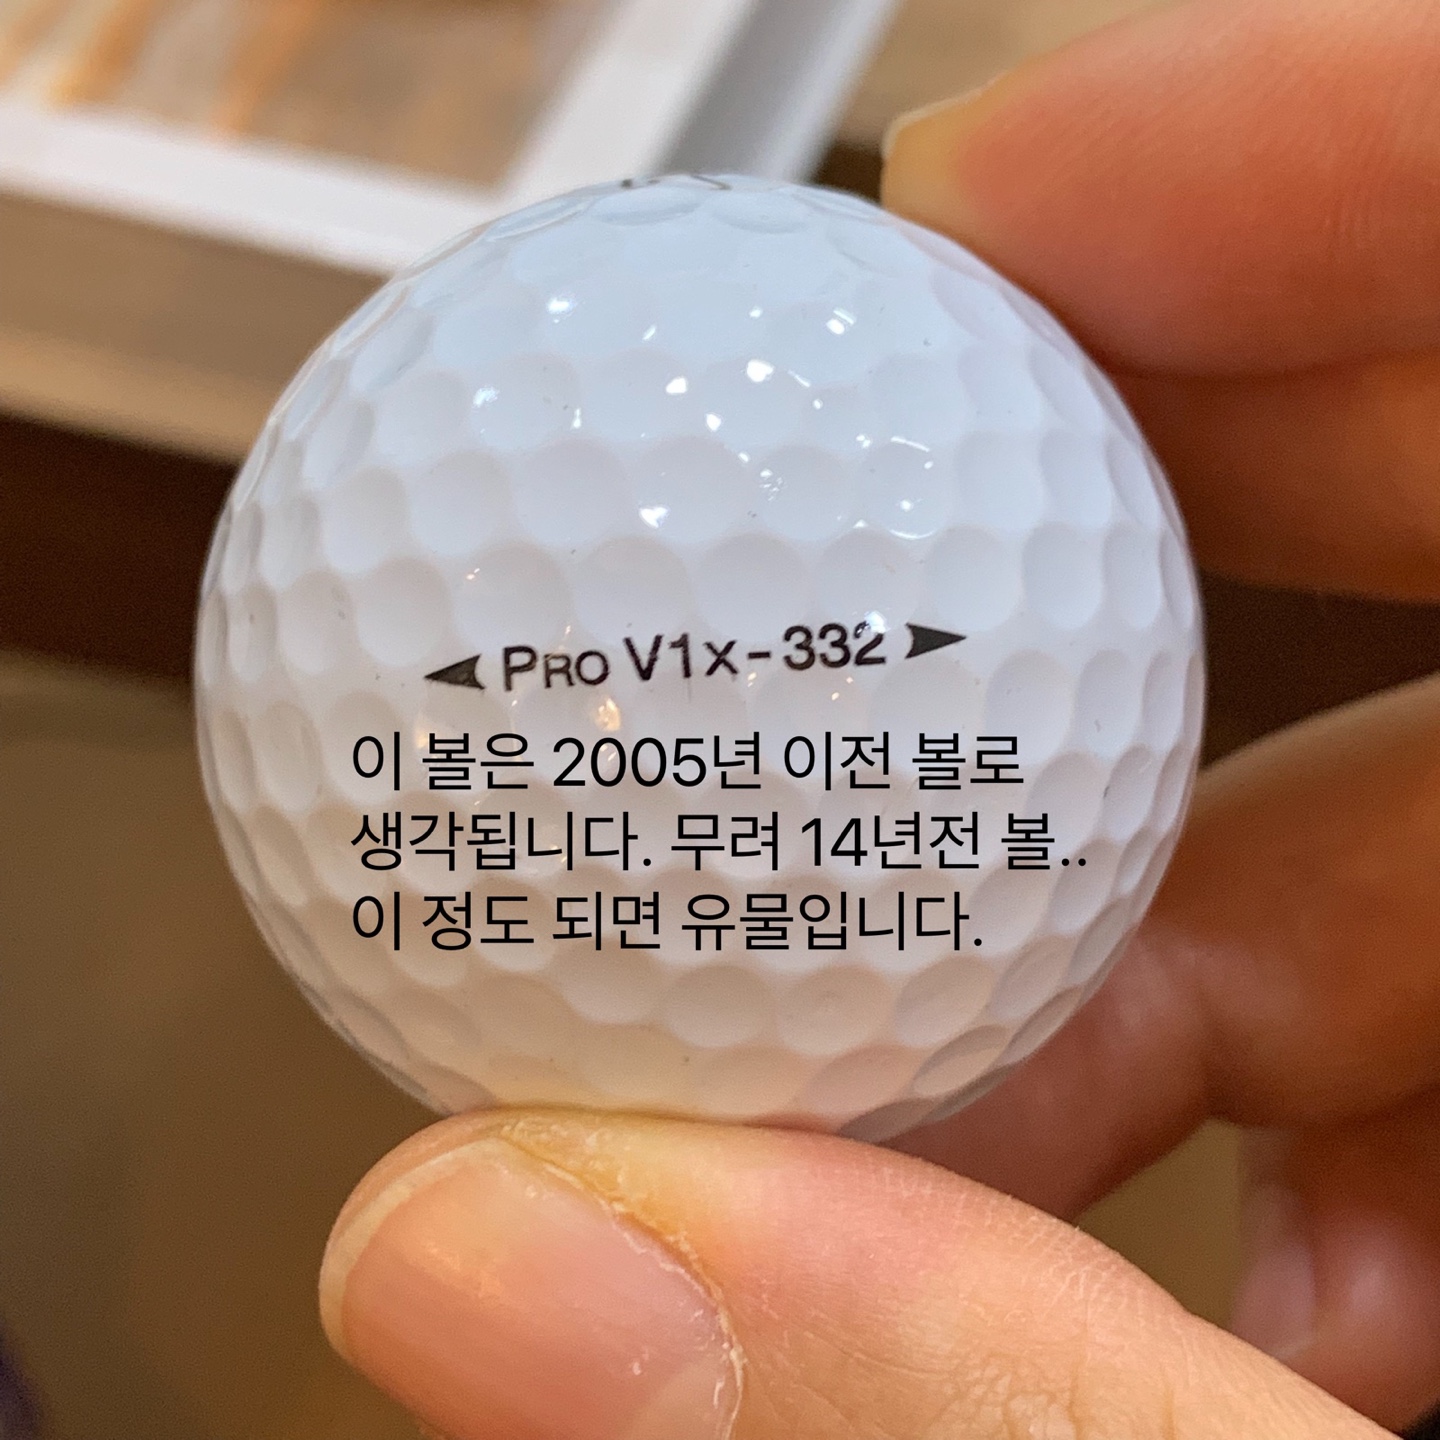 ◀ PRO V1x-332 ▶
이 볼은 2005년 이전 볼로
생각됩니다. 무려 14년전 볼..
이 정도 되면 유물입니다.